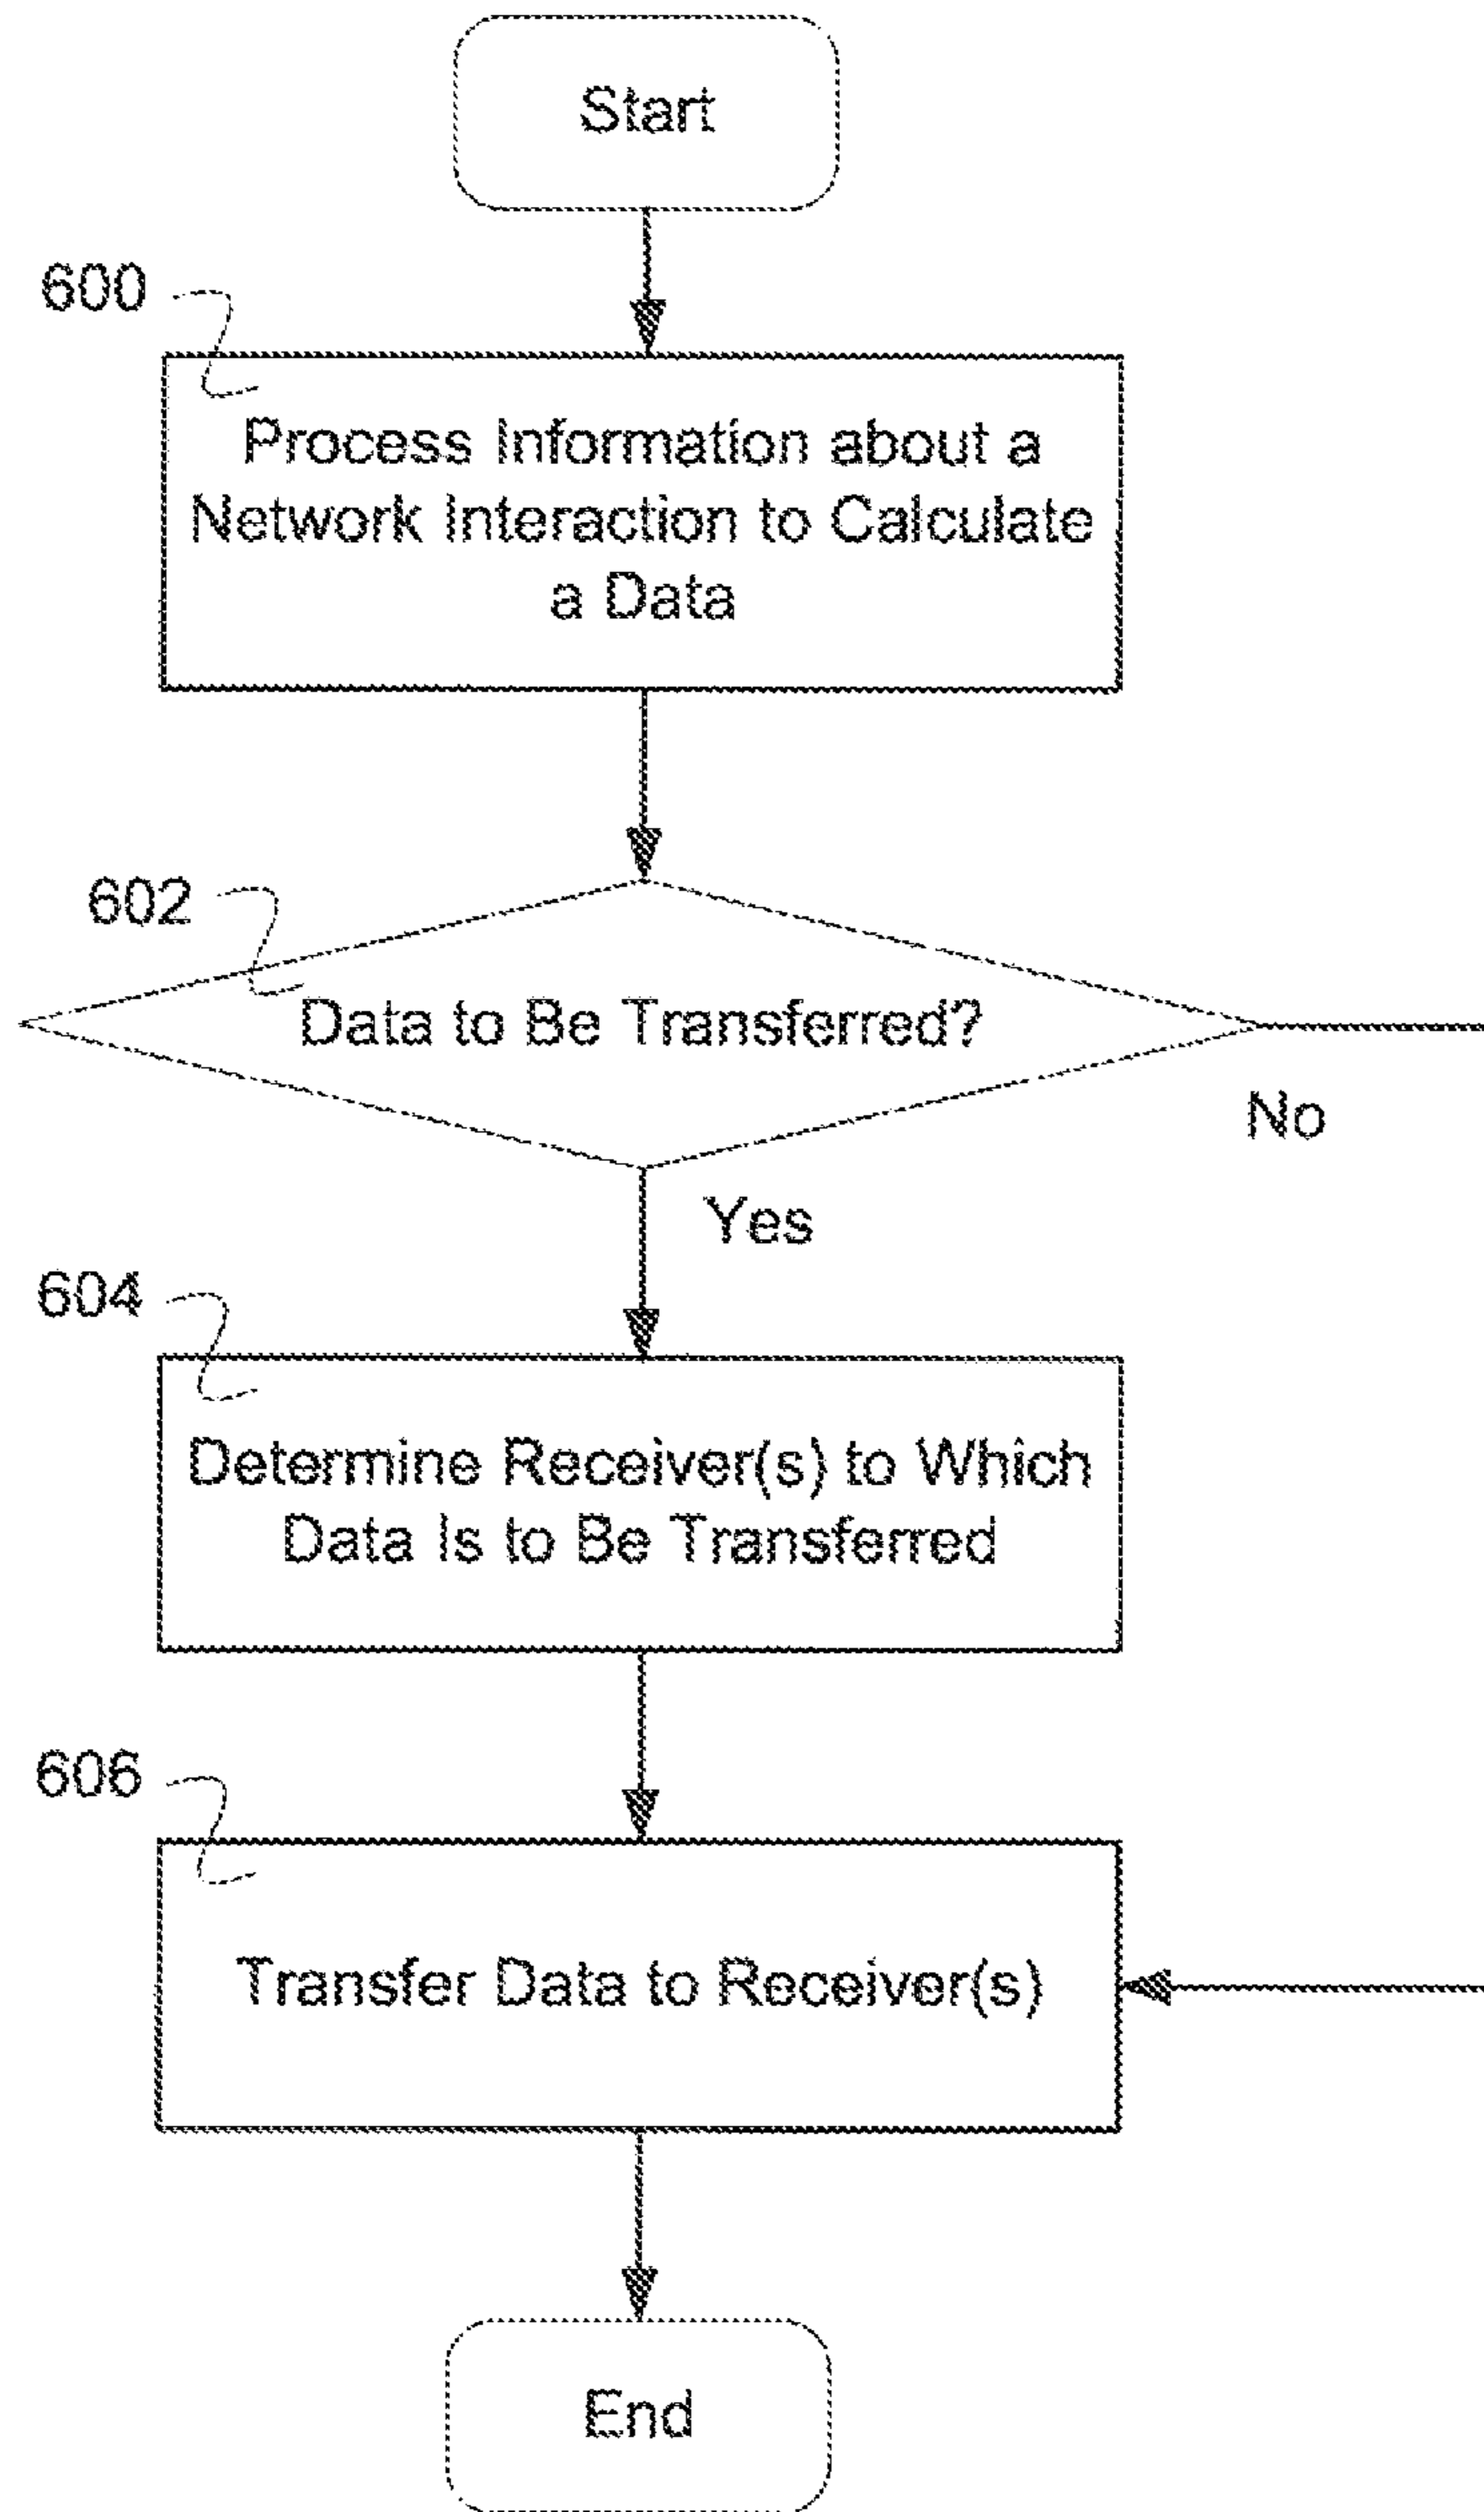 Start
600
Process Information about a
Network Interaction to Calculate
a Data
602
Data to Be Transferred?
No
Yes
604
Determine Receiver(s) to Which
Data Is to Be Transferred
606
Transfer Data to Receiver(s)
End